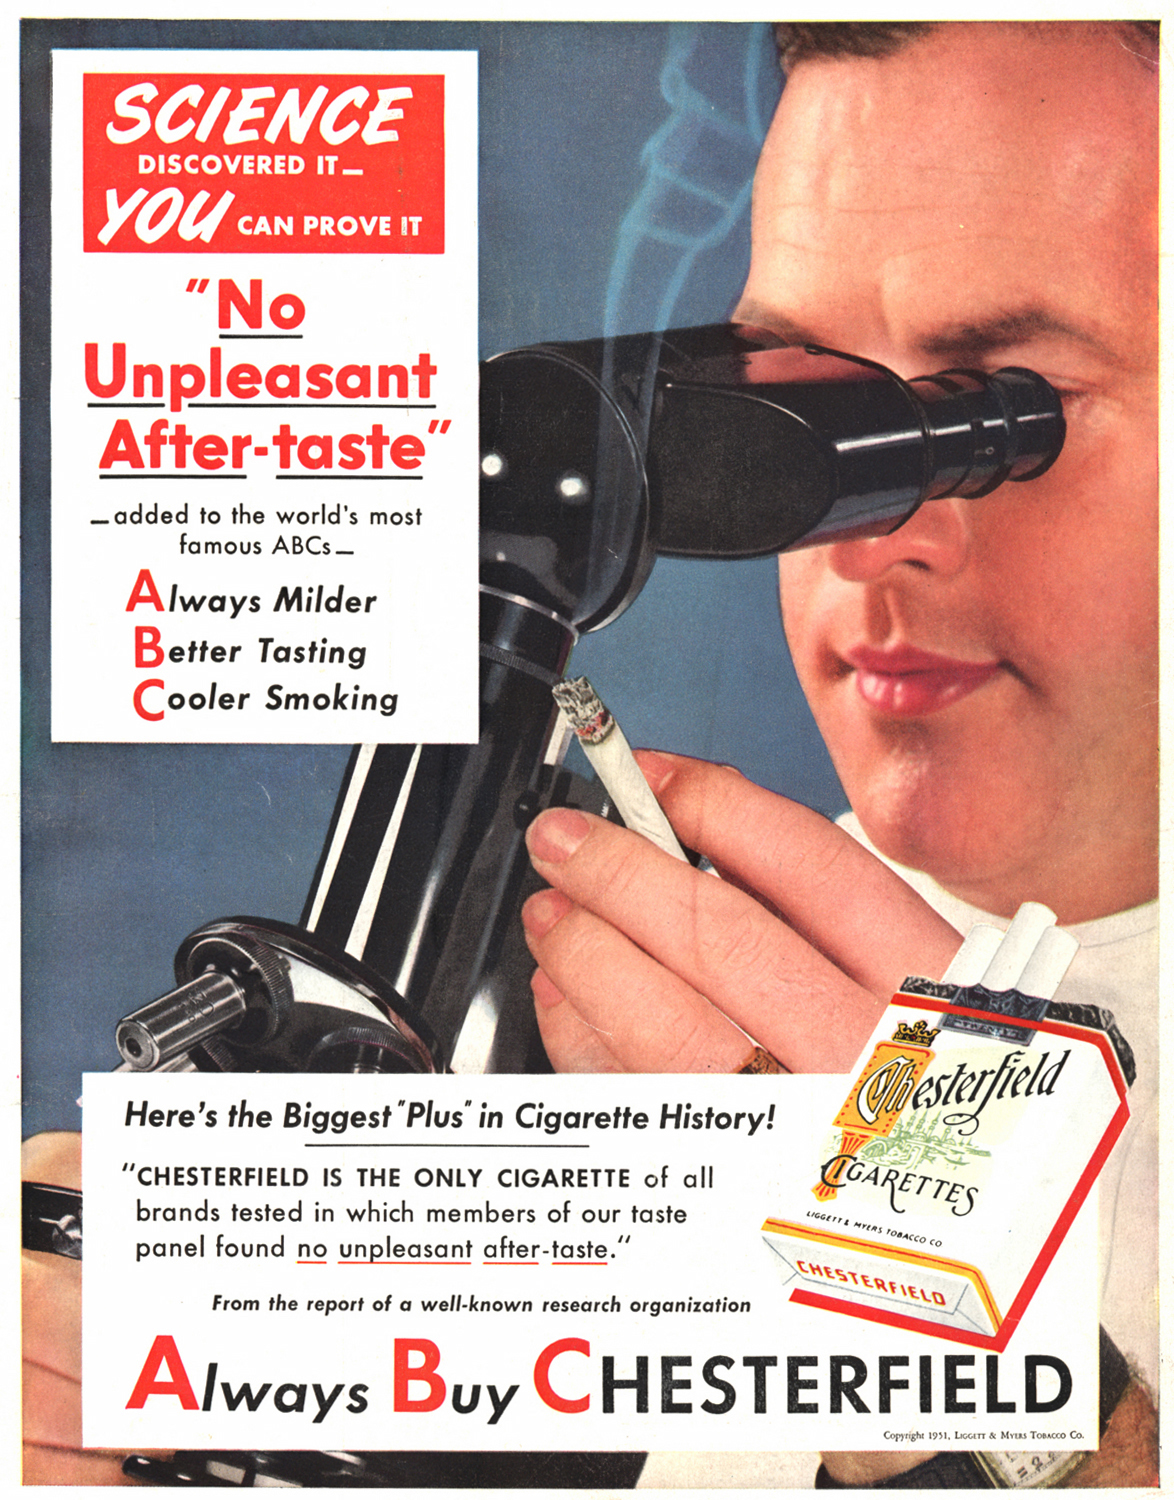 SCIENCE
DISCOVERED IT—
YOU CAN PROVE IT
"No
Unpleasant
After-taste"
—added to the world's most
famous ABCs—
Always Milder
Better Tasting
Cooler Smoking
Here's the Biggest "Plus" in Cigarette History!
"CHESTERFIELD IS THE ONLY CIGARETTE of all
brands tested in which members of our taste
panel found no unpleasant after-taste."
From the report of a well-known research organization
Always Buy CHESTERFIELD
Copyright 1951, LIGGETT & MYERS TOBACCO CO.
Chesterfield
CIGARETTES
LIGGETT & MYERS TOBACCO CO
CHESTERFIELD